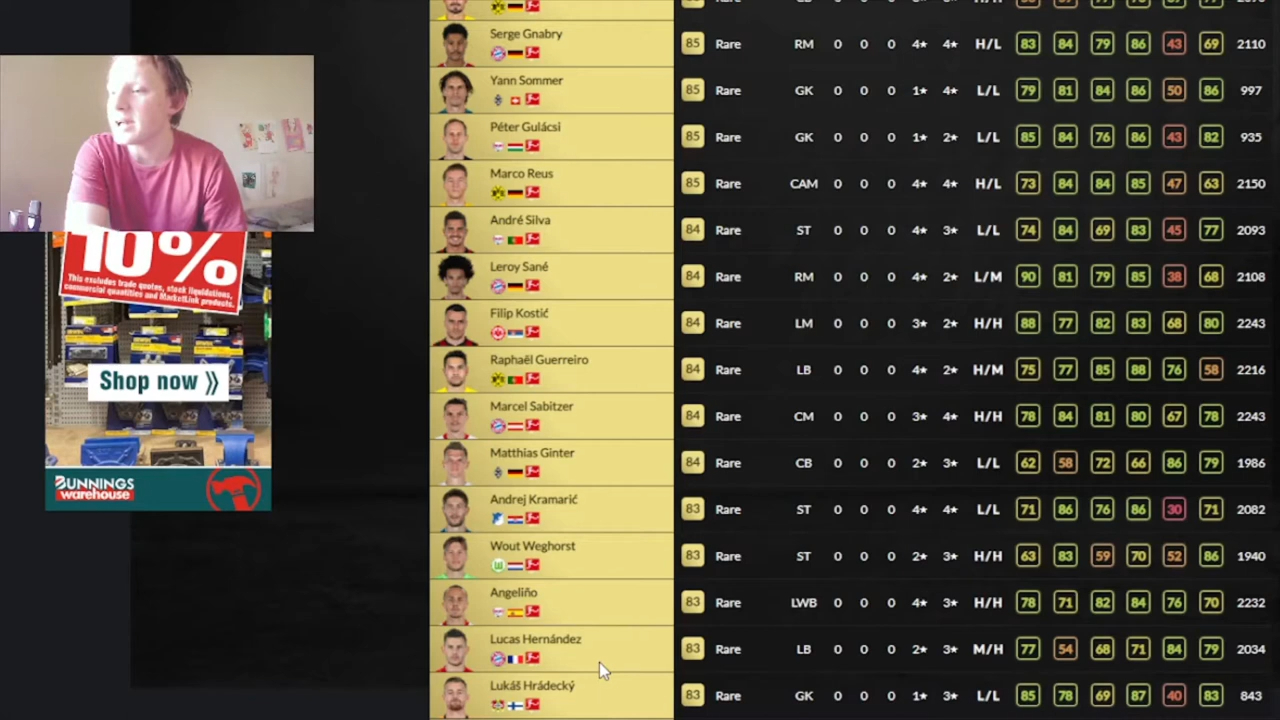 Serge Gnabry 85 Rare RM 0 0 0 4★ 4★ H/L 83 84 79 86 43 69 2110
Yann Sommer 85 Rare GK 0 0 0 1★ 4★ L/L 79 81 84 86 50 86 997
Péter Gulácsi 85 Rare GK 0 0 0 1★ 2★ L/L 85 84 76 86 43 82 935
Marco Reus 85 Rare CAM 0 0 0 4★ 4★ H/L 73 84 84 85 47 63 2150
André Silva 84 Rare ST 0 0 0 4★ 3★ L/L 74 84 69 83 45 77 2093
Leroy Sané 84 Rare RM 0 0 0 4★ 2★ L/M 90 81 79 85 38 68 2108
Filip Kostić 84 Rare LM 0 0 0 3★ 2★ H/H 88 77 82 83 68 80 2243
Raphaël Guerreiro 84 Rare LB 0 0 0 4★ 2★ H/M 75 77 85 88 76 58 2216
Marcel Sabitzer 84 Rare CM 0 0 0 3★ 4★ H/H 78 84 81 80 67 78 2243
Matthias Ginter 84 Rare CB 0 0 0 2★ 3★ L/L 62 58 72 66 86 79 1986
Andrej Kramarić 83 Rare ST 0 0 0 4★ 4★ L/L 71 86 76 86 30 71 2082
Wout Weghorst 83 Rare ST 0 0 0 2★ 3★ H/H 63 83 59 70 52 86 1940
Angeliño 83 Rare LWB 0 0 0 4★ 3★ H/H 78 71 82 84 76 70 2232
Lucas Hernández 83 Rare LB 0 0 0 2★ 3★ M/H 77 54 68 71 84 79 2034
Lukáš Hrádecký 83 Rare GK 0 0 0 1★ 3★ L/L 85 78 69 87 40 83 843
10%
This excludes trade quotes, stock liquidations,
commercial quantities and MarketLink products.
Shop now »
BUNNINGS
warehouse